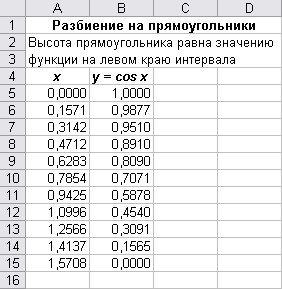 A B C D
1 Разбиение на прямоугольники
2 Высота прямоугольника равна значению
3 функции на левом краю интервала
4 x y = cos x
5 0,0000 1,0000
6 0,1571 0,9877
7 0,3142 0,9510
8 0,4712 0,8910
9 0,6283 0,8090
10 0,7854 0,7071
11 0,9425 0,5878
12 1,0996 0,4540
13 1,2566 0,3091
14 1,4137 0,1565
15 1,5708 0,0000
16